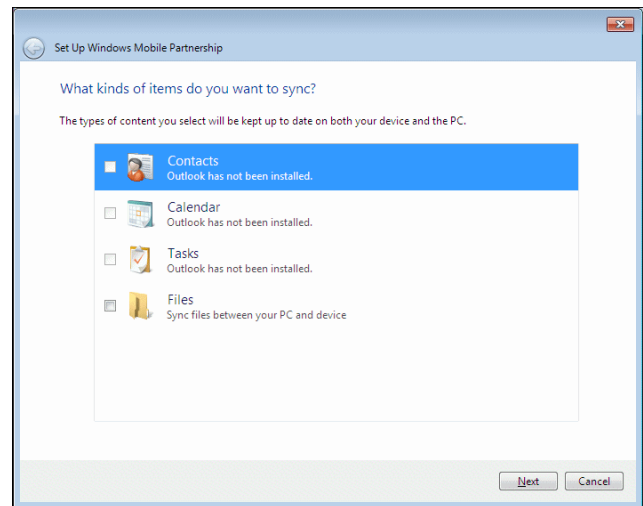 Set Up Windows Mobile Partnership
What kinds of items do you want to sync?
The types of content you select will be kept up to date on both your device and the PC.
Contacts
Outlook has not been installed.
Calendar
Outlook has not been installed.
Tasks
Outlook has not been installed.
Files
Sync files between your PC and device
Next Cancel